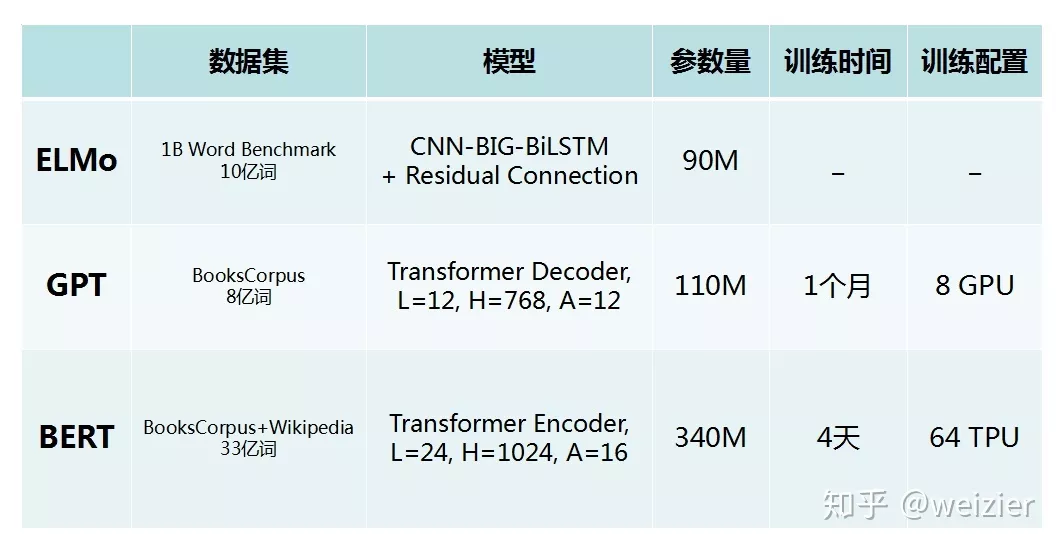 数据集 模型 参数量 训练时间 训练配置
ELMo 1B Word Benchmark 10亿词 CNN-BIG-BiLSTM + Residual Connection 90M – –
GPT BooksCorpus 8亿词 Transformer Decoder, L=12, H=768, A=12 110M 1个月 8 GPU
BERT BooksCorpus+Wikipedia 33亿词 Transformer Encoder, L=24, H=1024, A=16 340M 4天 64 TPU
知乎 @weizier